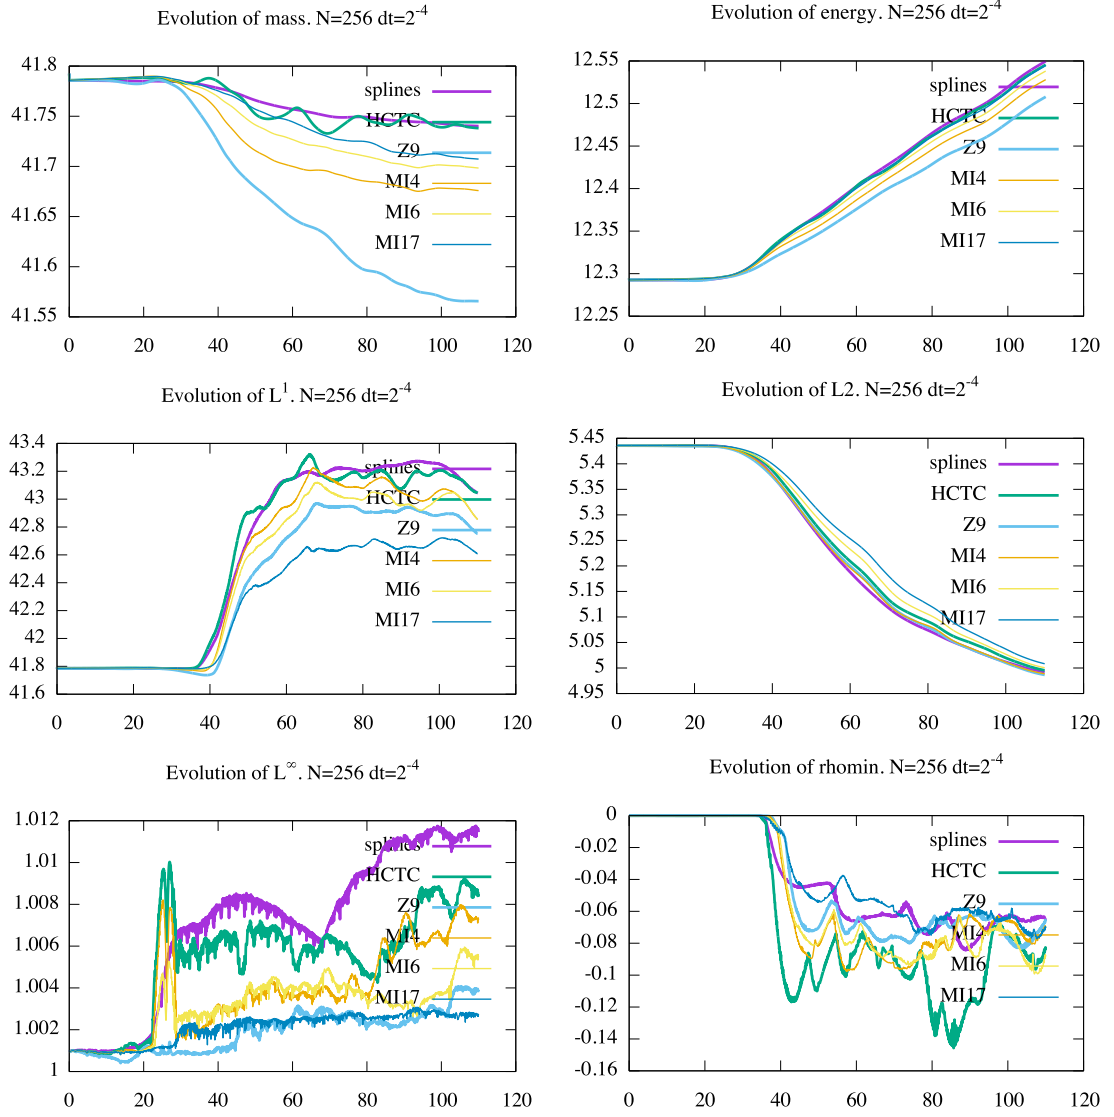 Evolution of mass. N=256 dt=2^-4
41.8
41.75
41.7
41.65
41.6
41.55
0 20 40 60 80 100 120
splines
HCTC
Z9
MI4
MI6
MI17
Evolution of energy. N=256 dt=2^-4
12.55
12.5
12.45
12.4
12.35
12.3
12.25
0 20 40 60 80 100 120
splines
HCTC
Z9
MI4
MI6
MI17
Evolution of L^1. N=256 dt=2^-4
43.4
43.2
43
42.8
42.6
42.4
42.2
42
41.8
41.6
0 20 40 60 80 100 120
splines
HCTC
Z9
MI4
MI6
MI17
Evolution of L2. N=256 dt=2^-4
5.45
5.4
5.35
5.3
5.25
5.2
5.15
5.1
5.05
5
4.95
0 20 40 60 80 100 120
splines
HCTC
Z9
MI4
MI6
MI17
Evolution of L^∞. N=256 dt=2^-4
1.012
1.01
1.008
1.006
1.004
1.002
1
0 20 40 60 80 100 120
splines
HCTC
Z9
MI4
MI6
MI17
Evolution of rhomin. N=256 dt=2^-4
0
-0.02
-0.04
-0.06
-0.08
-0.1
-0.12
-0.14
-0.16
0 20 40 60 80 100 120
splines
HCTC
Z9
MI4
MI6
MI17